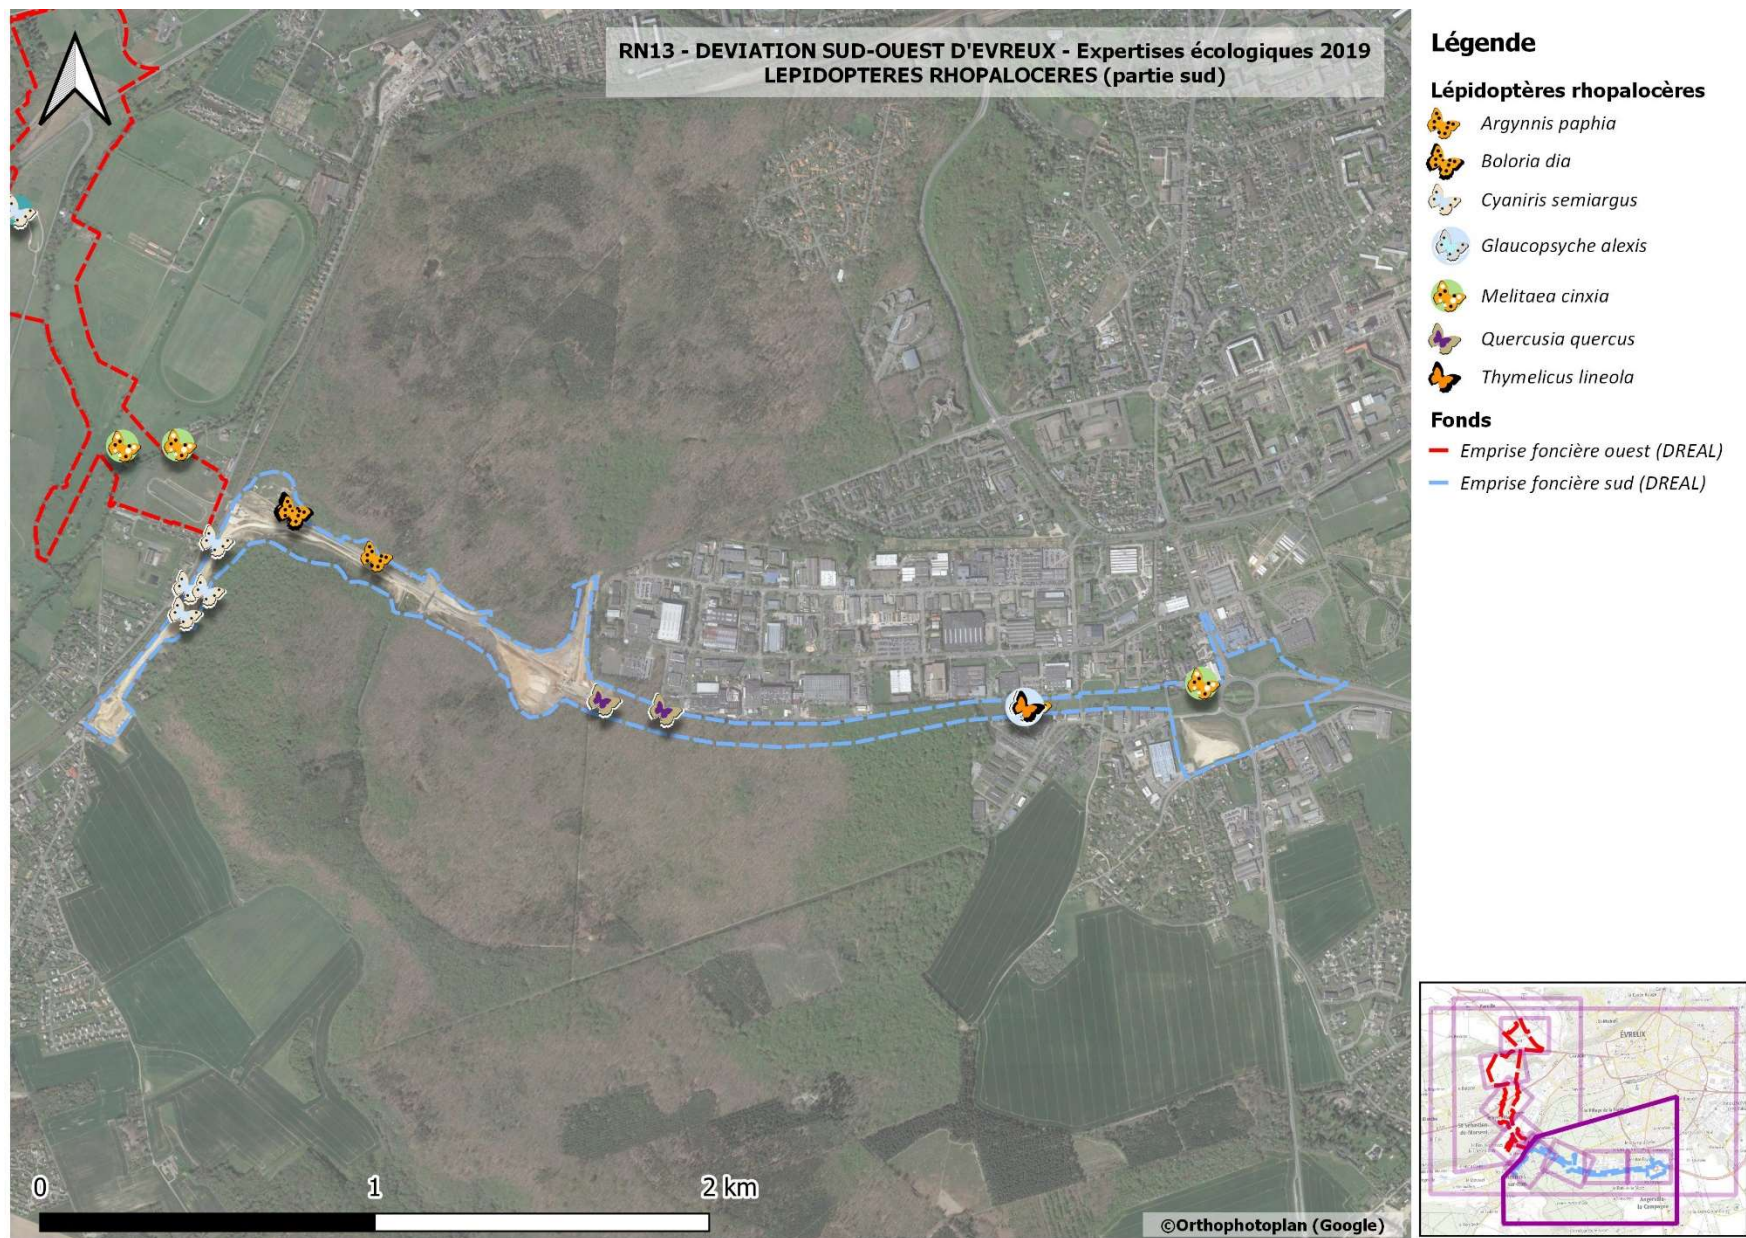 RN13 - DEVIATION SUD-OUEST D'EVREUX - Expertises écologiques 2019
LEPIDOPTERES RHOPALOCERES (partie sud)
Légende
Lépidoptères rhopalocères
Argynnis paphia
Boloria dia
Cyaniris semiargus
Glaucopsyche alexis
Melitaea cinxia
Quercusia quercus
Thymelicus lineola
Fonds
Emprise foncière ouest (DREAL)
Emprise foncière sud (DREAL)
ÉVREUX
0 1 2 km
©Orthophotoplan (Google)